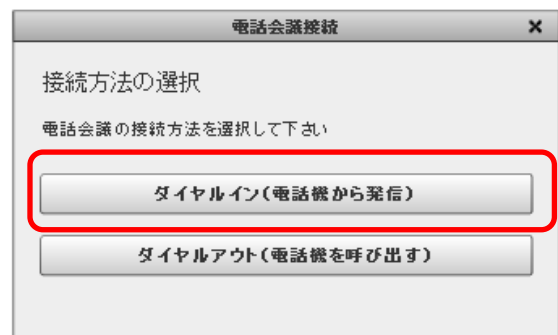 電話会議接続
接続方法の選択
電話会議の接続方法を選択して下さい
ダイヤルイン(電話機から発信)
ダイヤルアウト(電話機を呼び出す)